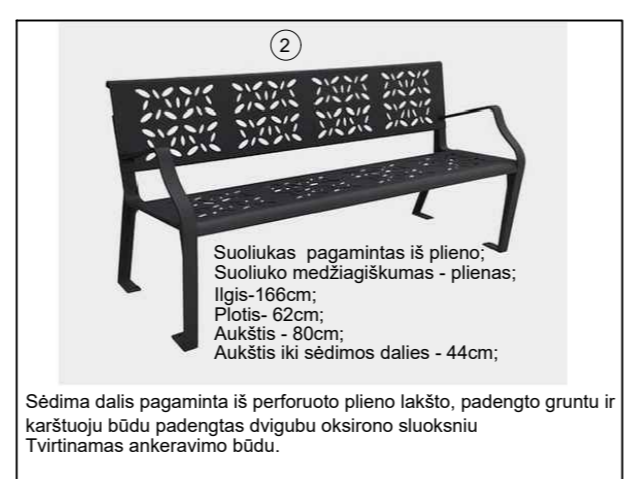 2
Suoliukas pagamintas iš plieno;
Suoliuko medžiagiškumas - plienas;
Ilgis-166cm;
Plotis- 62cm;
Aukštis - 80cm;
Aukštis iki sėdimos dalies - 44cm;
Sėdima dalis pagaminta iš perforuoto plieno lakšto, padengto gruntu ir
karštuoju būdu padengtas dvigubu oksirono sluoksniu
Tvirtinamas ankeravimo būdu.